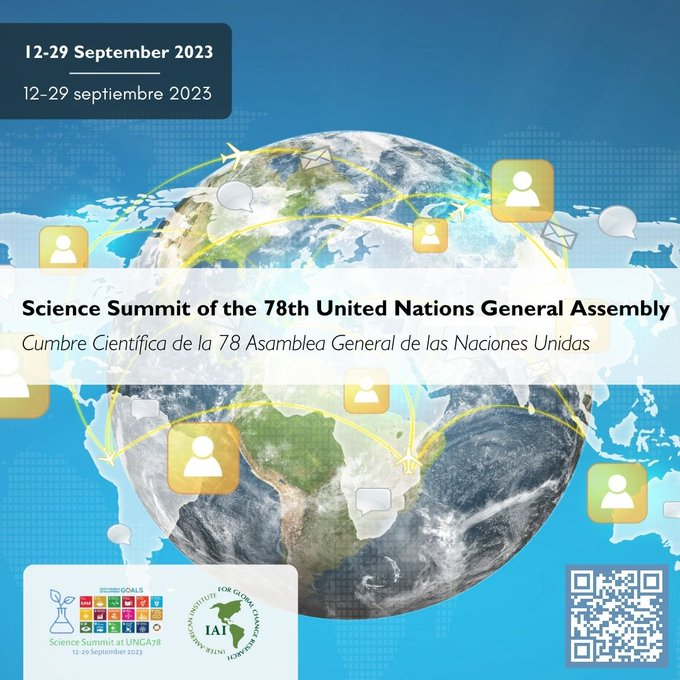 12-29 September 2023
12-29 septiembre 2023
Science Summit of the 78th United Nations General Assembly
Cumbre Científica de la 78 Asamblea General de las Naciones Unidas
GOALS
Science Summit at UNGA78
12-29 September 2023
INTER-AMERICAN INSTITUTE FOR GLOBAL CHANGE RESEARCH
IAI